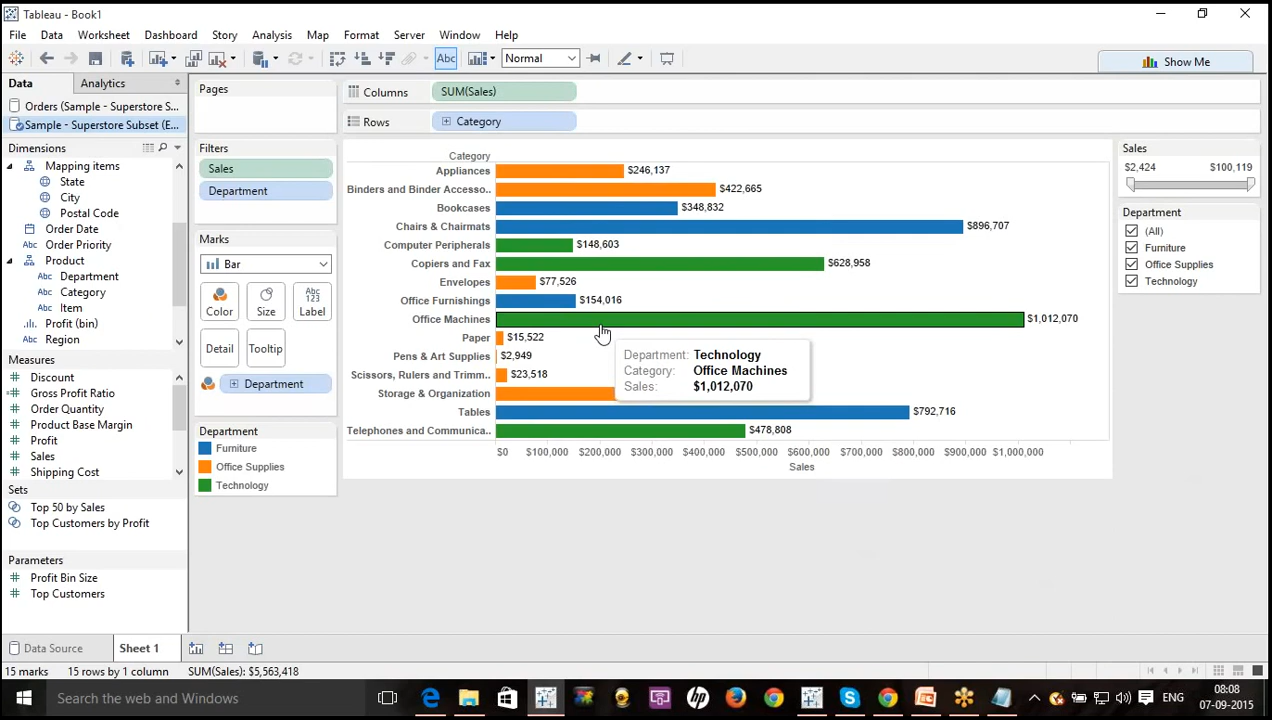 Tableau - Book1
File Data Worksheet Dashboard Story Analysis Map Format Server Window Help
Abc Normal Show Me
Data Analytics
Orders (Sample - Superstore S...
Sample - Superstore Subset (E...
Dimensions
Mapping items
State
City
Postal Code
Order Date
Abc Order Priority
Product
Abc Department
Abc Category
Abc Item
Profit (bin)
Region
Measures
Discount
Gross Profit Ratio
Order Quantity
Product Base Margin
Profit
Sales
Shipping Cost
Sets
Top 50 by Sales
Top Customers by Profit
Parameters
Profit Bin Size
Top Customers
Pages
Filters
Sales
Department
Marks
Bar
Color Size Abc 123 Label
Detail Tooltip
Department
Department
Furniture
Office Supplies
Technology
Columns SUM(Sales)
Rows Category
Category
Appliances $246,137
Binders and Binder Accesso.. $422,665
Bookcases $348,832
Chairs & Chairmats $896,707
Computer Peripherals $148,603
Copiers and Fax $628,958
Envelopes $77,526
Office Furnishings $154,016
Office Machines $1,012,070
Paper $15,522
Pens & Art Supplies $2,949
Scissors, Rulers and Trimm.. $23,518
Storage & Organization
Tables $792,716
Telephones and Communica.. $478,808
$0 $100,000 $200,000 $300,000 $400,000 $500,000 $600,000 $700,000 $800,000 $900,000 $1,000,000
Sales
Department: Technology
Category: Office Machines
Sales: $1,012,070
Sales
$2,424 $100,119
Department
(All)
Furniture
Office Supplies
Technology
Data Source Sheet 1
15 marks 15 rows by 1 column SUM(Sales): $5,563,418
Search the web and Windows
ENG
08:08
07-09-2015